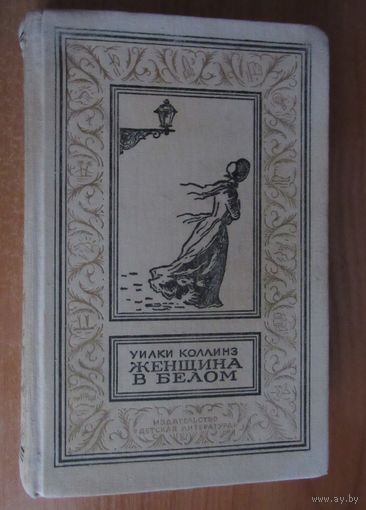 УИЛКИ КОЛЛИНЗ
ЖЕНЩИНА
В БЕЛОМ
ИЗДАТЕЛЬСТВО
«ДЕТСКАЯ ЛИТЕРАТУРА»
www.ay.by